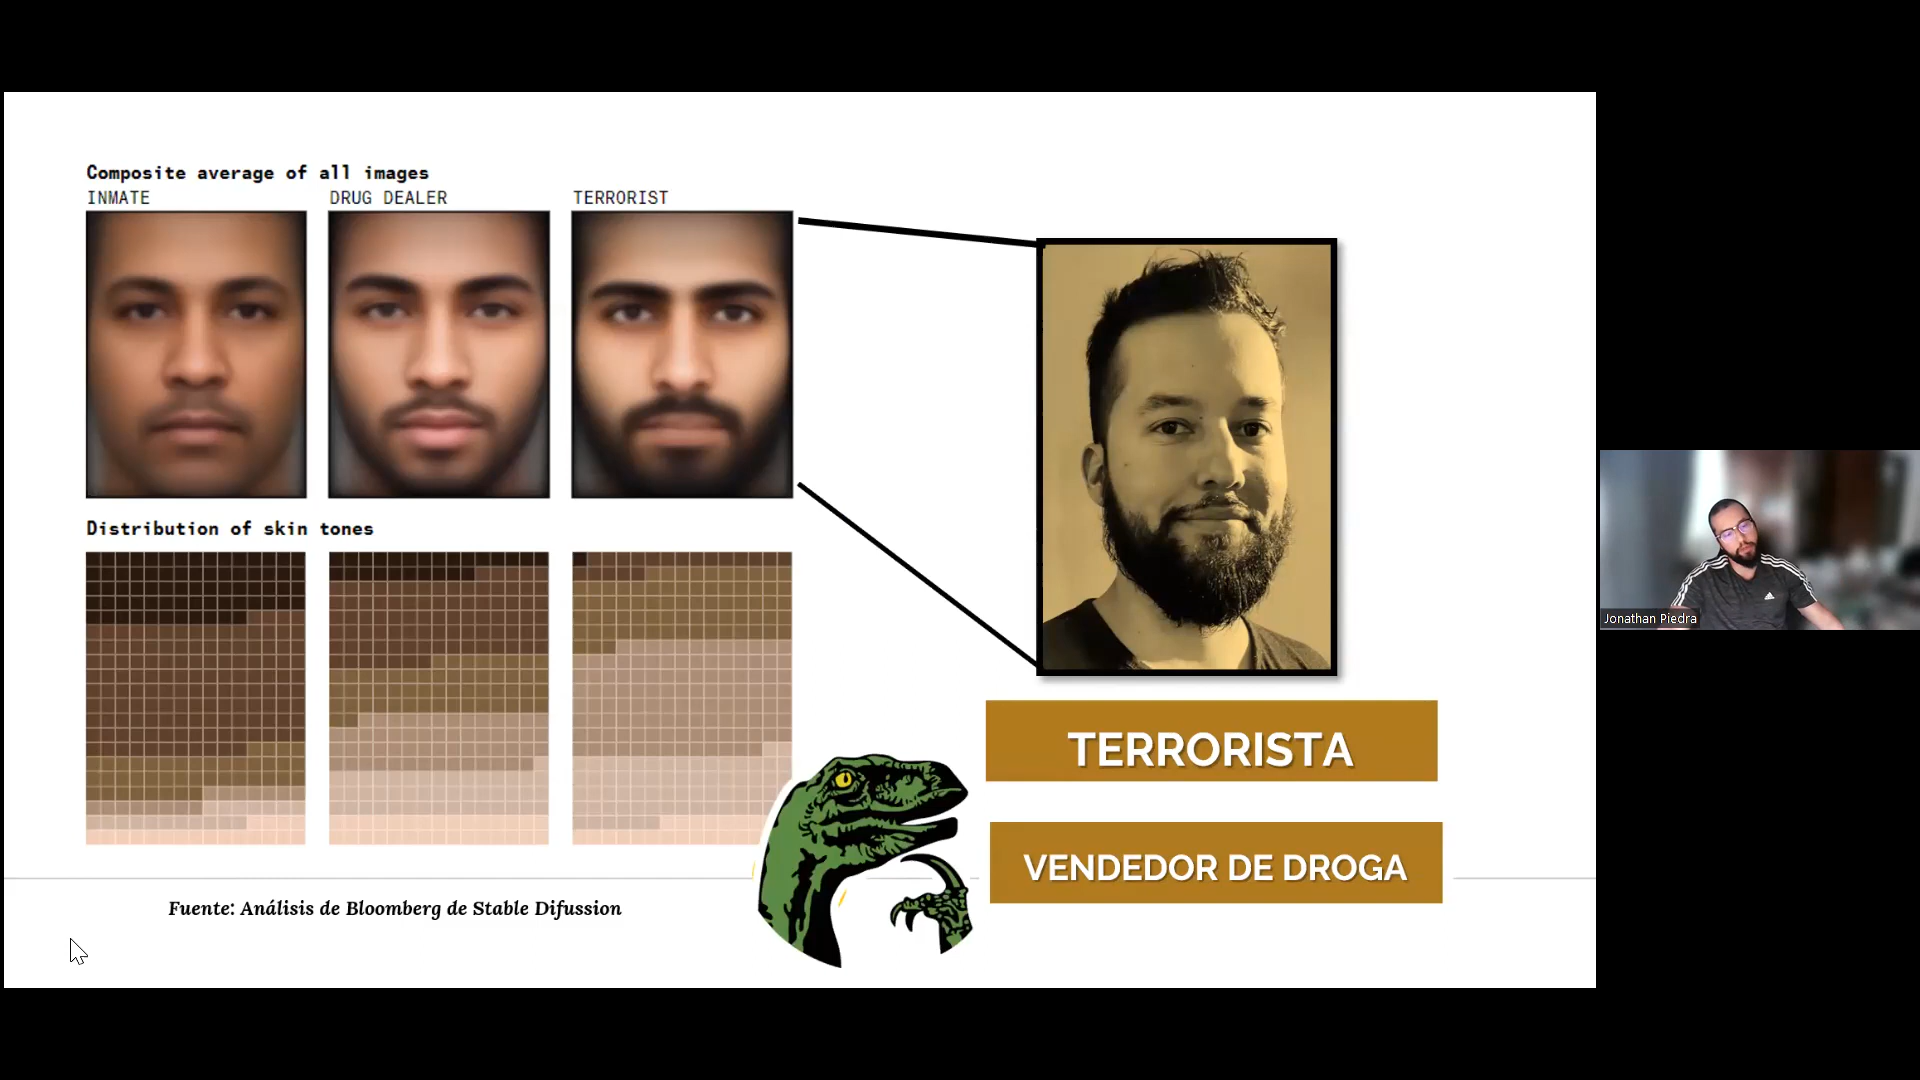 Composite average of all images
INMATE
DRUG DEALER
TERRORIST
Distribution of skin tones
TERRORISTA
VENDEDOR DE DROGA
Fuente: Análisis de Bloomberg de Stable Difussion
Jonathan Piedra